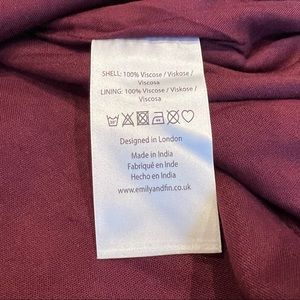 SHELL: 100% Viscose / Viskose /
Viscosa
LINING: 100% Viscose / Viskose /
Viscosa
Designed in London
Made in India
Fabriqué en Inde
Hecho en India
www.emilyandfin.co.uk